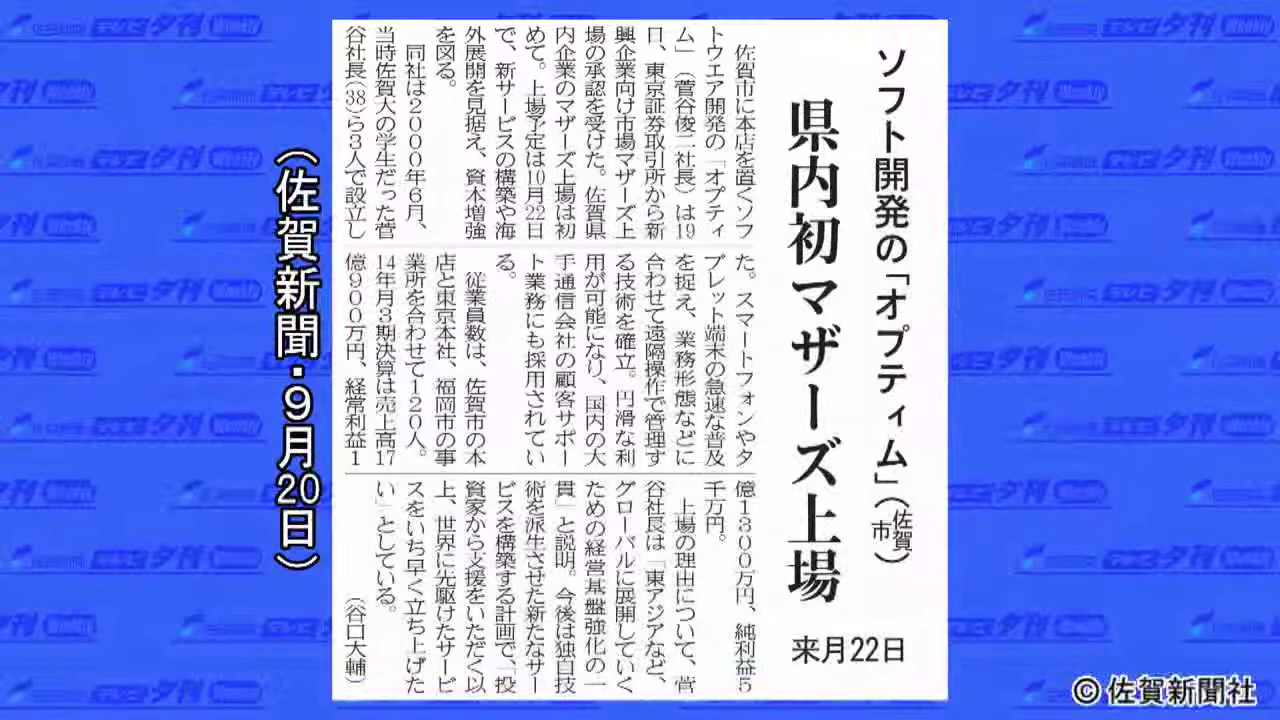 ソフト開発の「オプティム」（佐賀市）
県内初マザーズ上場
来月22日
佐賀市に本店を置くソフ
トウエア開発の「オプティ
ム」（菅谷俊二社長）は19
日、東京証券取引所から新
興企業向け市場マザーズ上
場の承認を受けた。佐賀県
内企業のマザーズ上場は初
めて。上場予定は10月22日
で、新サービスの構築や海
外展開を見据え、資本増強
を図る。
同社は２０００年６月、
当時佐賀大の学生だった菅
谷社長（38）ら３人で設立し
た。スマートフォンやタ
ブレット端末の急速な普及
を捉え、業務形態などに
合わせて遠隔操作で管理す
る技術を確立。円滑な利
用が可能になり、国内の大
手通信会社の顧客サポー
ト業務にも採用されてい
る。
従業員数は、佐賀市の本
店と東京本社、福岡市の事
業所を合わせて１２０人。
14年３月期決算は売上高17
億９００万円、経常利益１
億１３００万円、純利益５
千万円。
上場の理由について、菅
谷社長は「東アジアなど、
グローバルに展開していく
ための経営基盤強化の一
貫」と説明。今後は独自技
術を派生させた新たなサー
ビスを構築する計画で、「投
資家から支援をいただく以
上、世界に先駆けたサービ
スをいち早く立ち上げた
い」としている。
（谷口大輔）
（佐賀新聞・９月20日）
© 佐賀新聞社